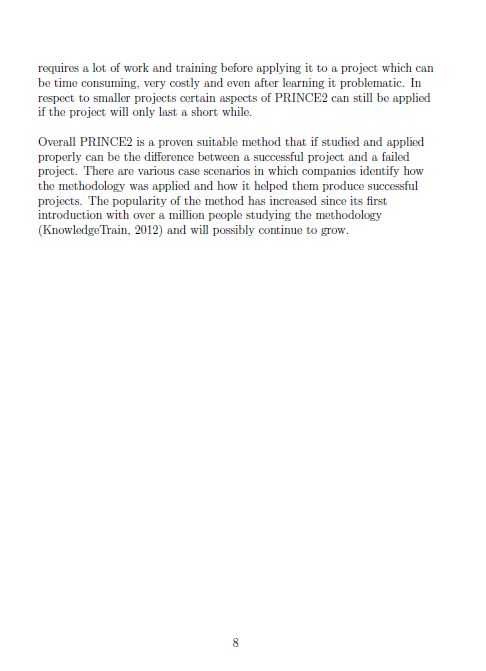 requires a lot of work and training before applying it to a project which can
be time consuming, very costly and even after learning it problematic. In
respect to smaller projects certain aspects of PRINCE2 can still be applied
if the project will only last a short while.
Overall PRINCE2 is a proven suitable method that if studied and applied
properly can be the difference between a successful project and a failed
project. There are various case scenarios in which companies identify how
the methodology was applied and how it helped them produce successful
projects. The popularity of the method has increased since its first
introduction with over a million people studying the methodology
(KnowledgeTrain, 2012) and will possibly continue to grow.
8